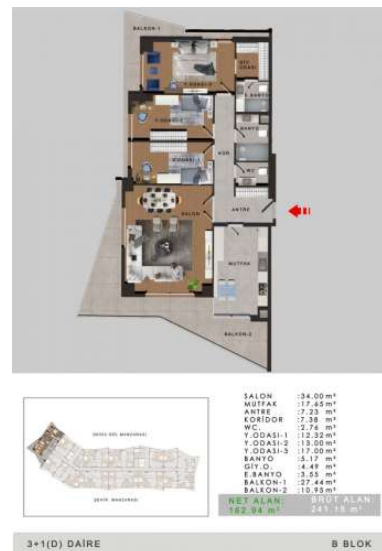 BALKON-1
GİY. ODASI
Y.ODASI-3
E.BANYO
Y.ODASI-2
BANYO
KOR.
Y.ODASI-1
WC
SALON
ANTRE
MUTFAK
BALKON-2
ŞEHİR MANZARASI
SALON :34.00 m²
MUTFAK :17.65 m²
ANTRE :7.23 m²
KORİDOR :7.38 m²
WC. :2.76 m²
Y.ODASI-1 :12.32 m²
Y.ODASI-2 :13.00 m²
Y.ODASI-3 :17.00 m²
BANYO :5.17 m²
GİY.O. :4.49 m²
E.BANYO :3.55 m²
BALKON-1 :27.44 m²
BALKON-2 :10.95 m²
NET ALAN: BRÜT ALAN:
162.94 m² 241.15 m²
3+1(D) DAİRE B BLOK